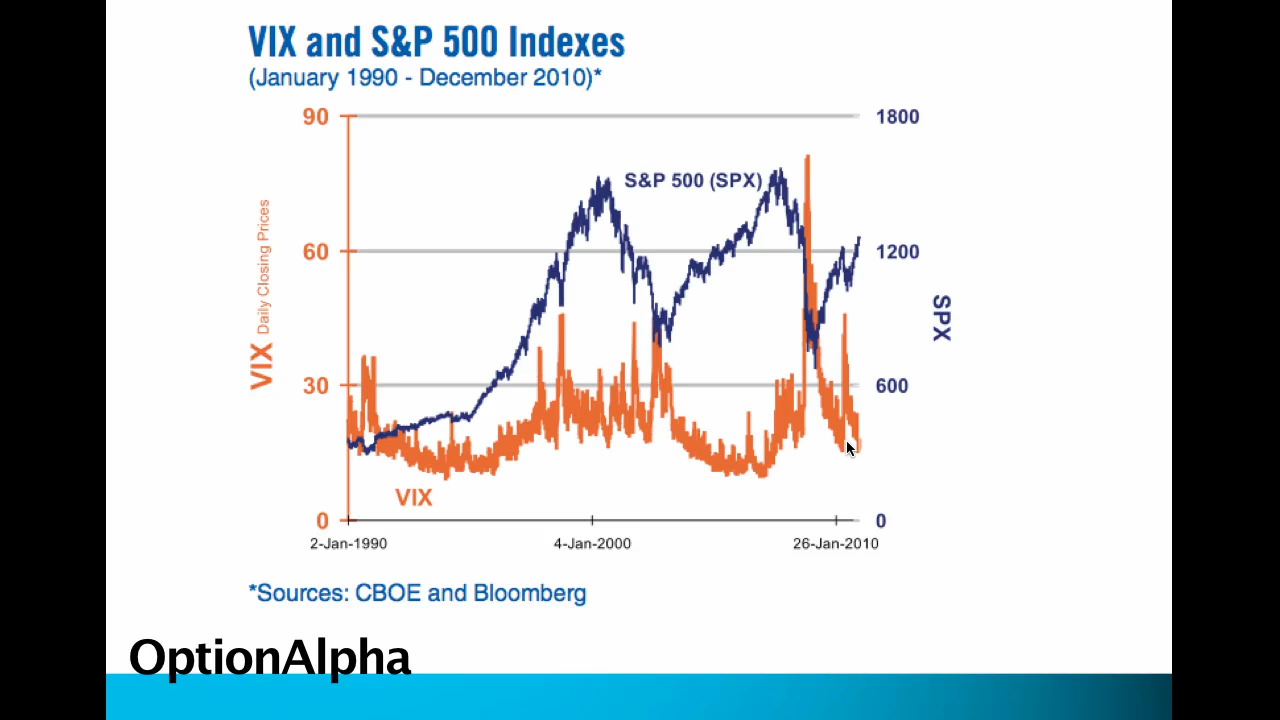 VIX and S&P 500 Indexes
(January 1990 - December 2010)*
90
1800
S&P 500 (SPX)
60
1200
VIX Daily Closing Prices
SPX
30
600
VIX
0
0
2-Jan-1990
4-Jan-2000
26-Jan-2010
*Sources: CBOE and Bloomberg
OptionAlpha